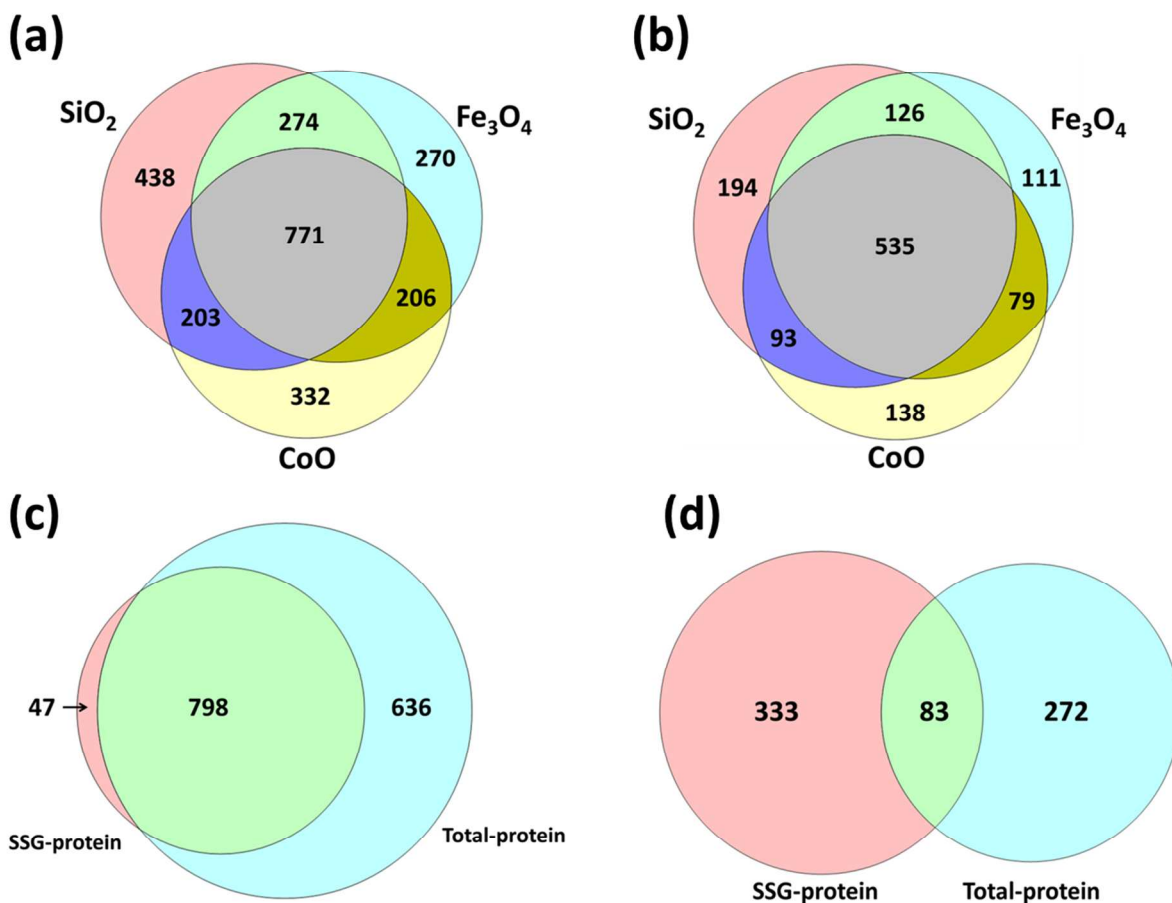 (a)
SiO₂
Fe₃O₄
274
270
438
771
203
206
332
CoO
(b)
SiO₂
Fe₃O₄
126
111
194
535
93
79
138
CoO
(c)
47
798
636
SSG-protein
Total-protein
(d)
333
83
272
SSG-protein
Total-protein